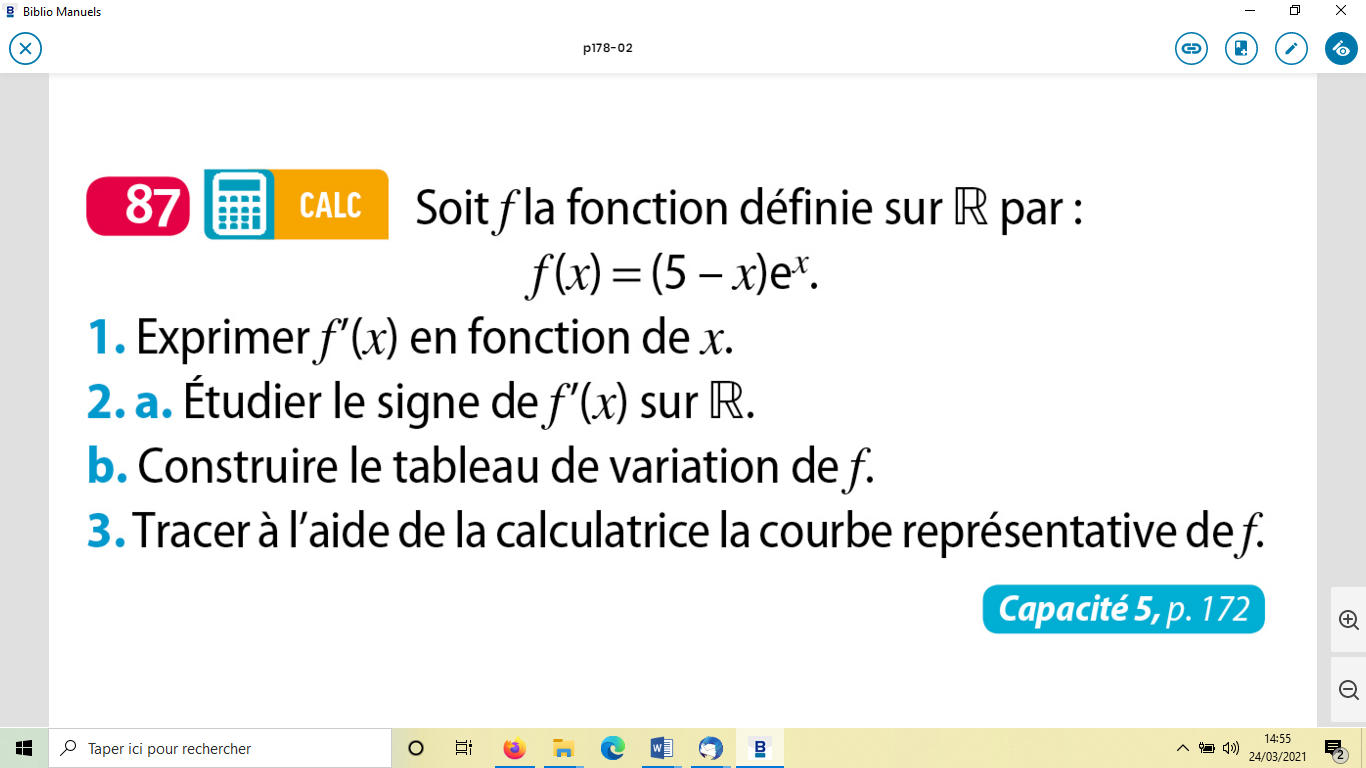 Biblio Manuels
p178-02
87 CALC Soit f la fonction définie sur ℝ par :
f(x) = (5 – x)eˣ.
1. Exprimer f′(x) en fonction de x.
2. a. Étudier le signe de f′(x) sur ℝ.
b. Construire le tableau de variation de f.
3. Tracer à l’aide de la calculatrice la courbe représentative de f.
Capacité 5, p. 172
Taper ici pour rechercher
14:55
24/03/2021
2